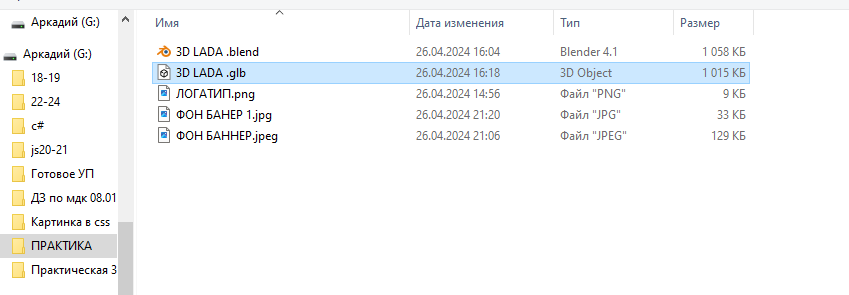 Аркадий (G:)
Аркадий (G:)
18-19
22-24
c#
js20-21
Готовое УП
ДЗ по мдк 08.01
Картинка в css
ПРАКТИКА
Практическая 3
Имя Дата изменения Тип Размер
3D LADA .blend 26.04.2024 16:04 Blender 4.1 1 058 КБ
3D LADA .glb 26.04.2024 16:18 3D Object 1 015 КБ
ЛОГАТИП.png 26.04.2024 14:56 Файл "PNG" 9 КБ
ФОН БАНЕР 1.jpg 26.04.2024 21:20 Файл "JPG" 33 КБ
ФОН БАННЕР.jpeg 26.04.2024 21:06 Файл "JPEG" 129 КБ